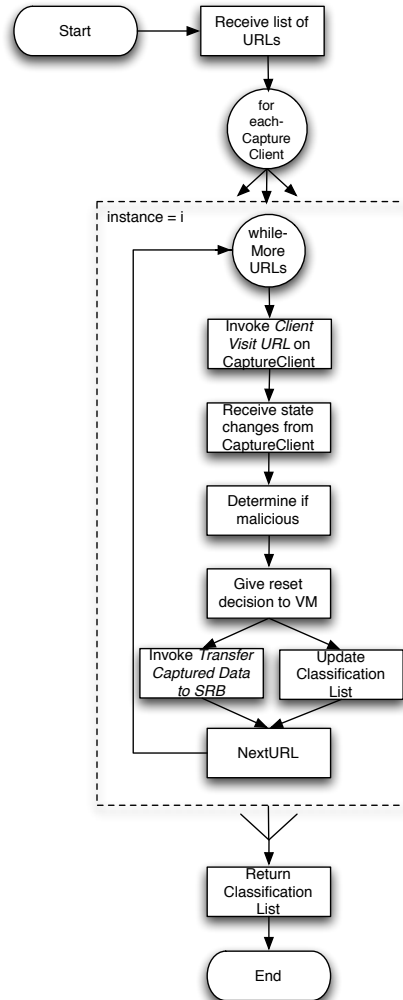 Start
Receive list of
URLs
for
each-
Capture
Client
instance = i
while-
More
URLs
Invoke Client
Visit URL on
CaptureClient
Receive state
changes from
CaptureClient
Determine if
malicious
Give reset
decision to VM
Invoke Transfer
Captured Data
to SRB
Update
Classification
List
NextURL
Return
Classification
List
End